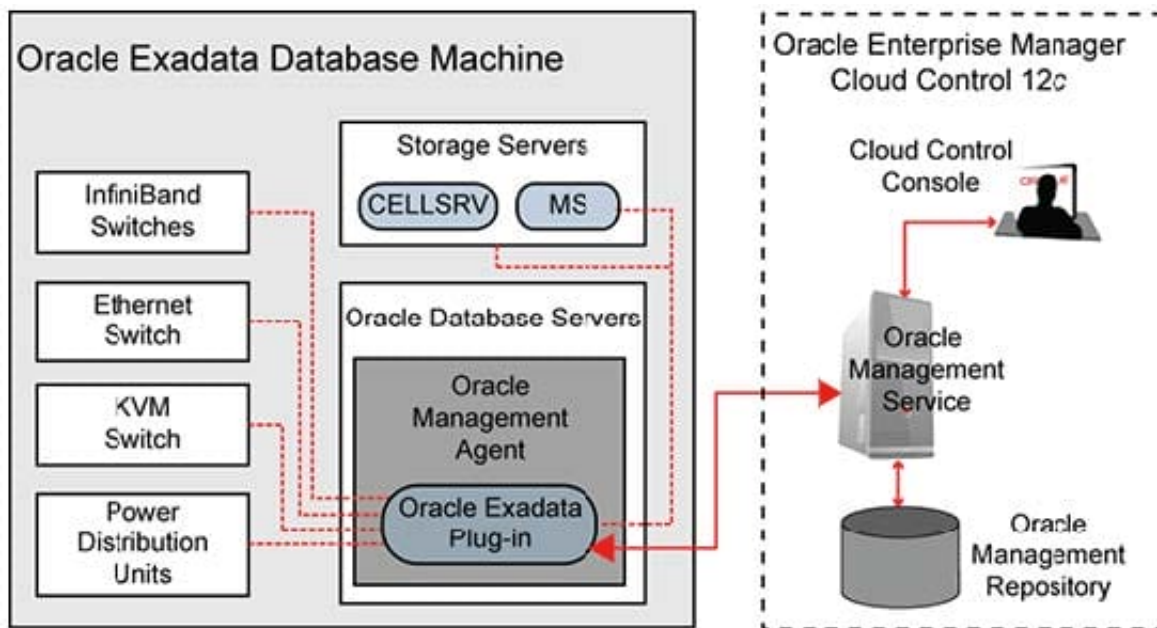 Oracle Exadata Database Machine
InfiniBand
Switches
Ethernet
Switch
KVM
Switch
Power
Distribution
Units
Storage Servers
CELLSRV
MS
Oracle Database Servers
Oracle
Management
Agent
Oracle Exadata
Plug-in
Oracle Enterprise Manager
Cloud Control 12c
Cloud Control
Console
Oracle
Management
Service
Oracle
Management
Repository